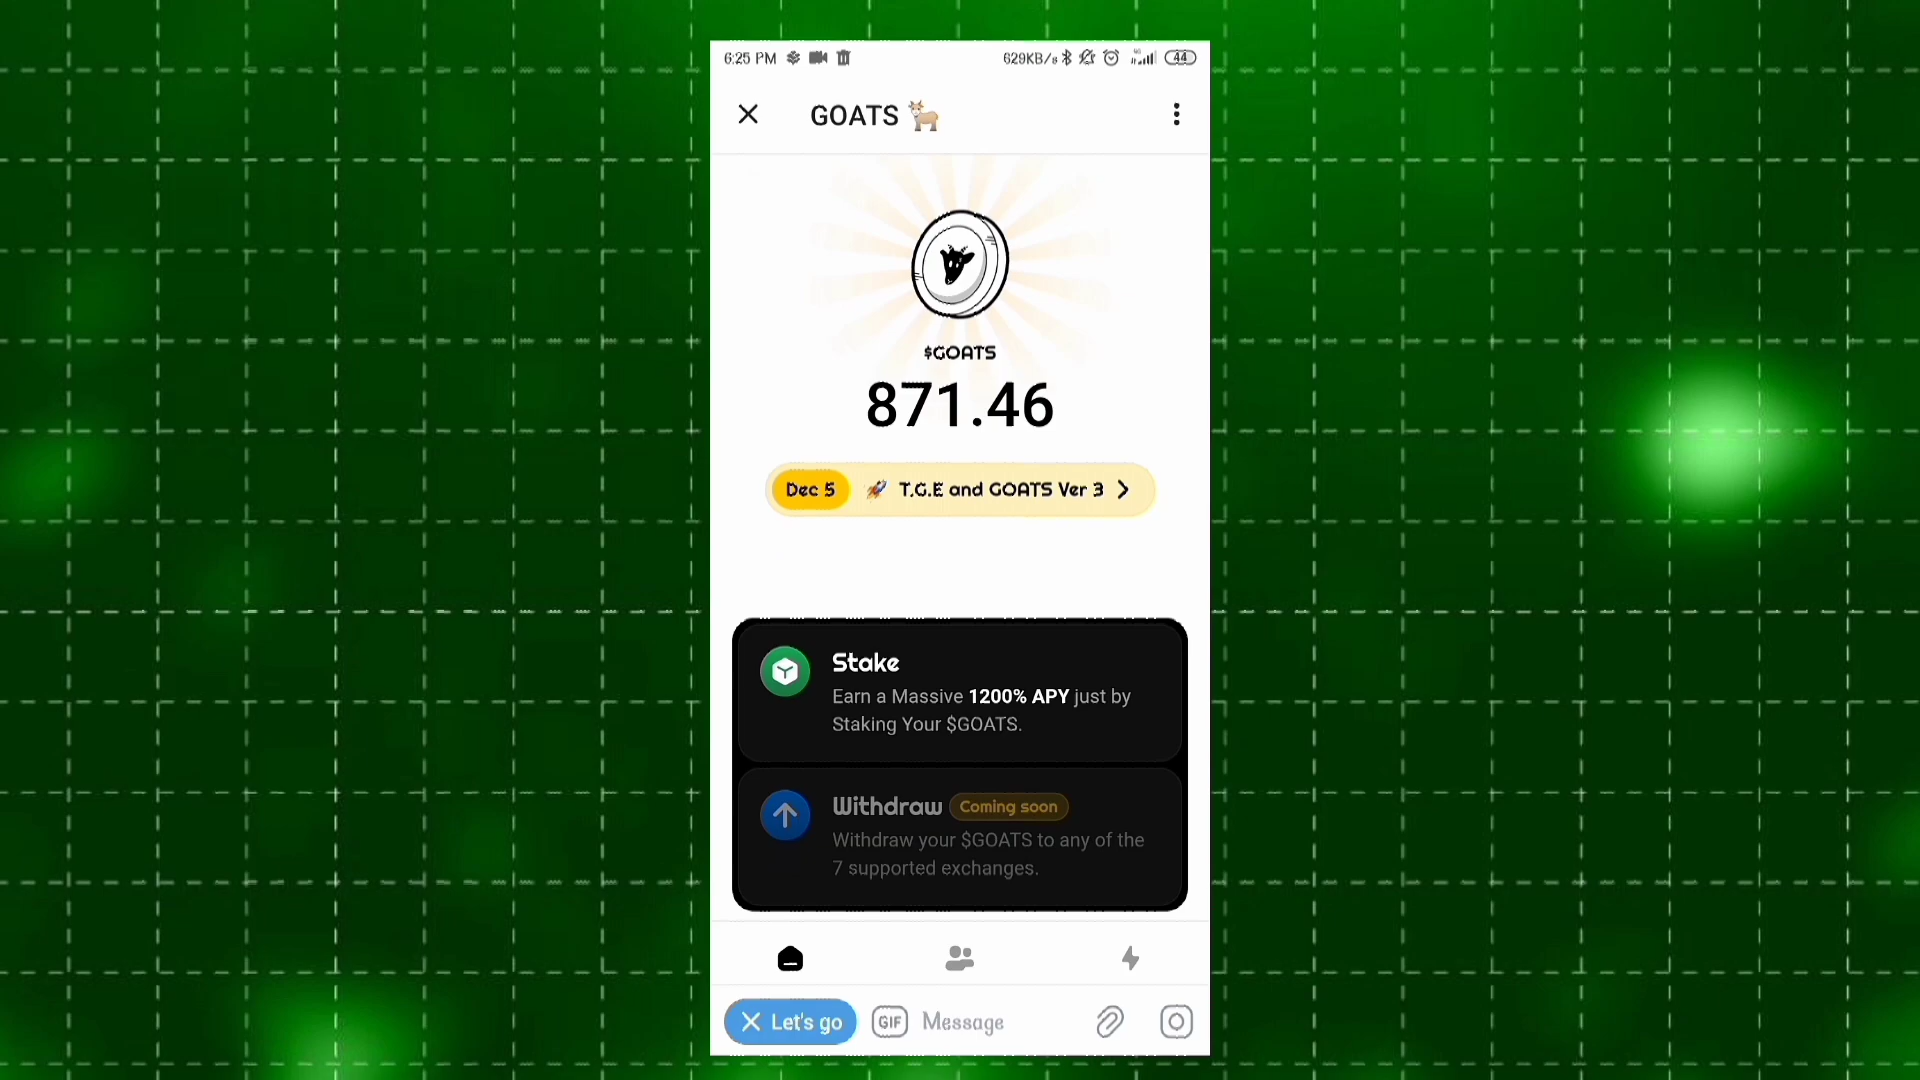 6:25 PM
629KB/s
44
GOATS
$GOATS
871.46
Dec 5
T.G.E and GOATS Ver 3
Stake
Earn a Massive 1200% APY just by
Staking Your $GOATS.
Withdraw Coming soon
Withdraw your $GOATS to any of the
7 supported exchanges.
Let's go
GIF
Message